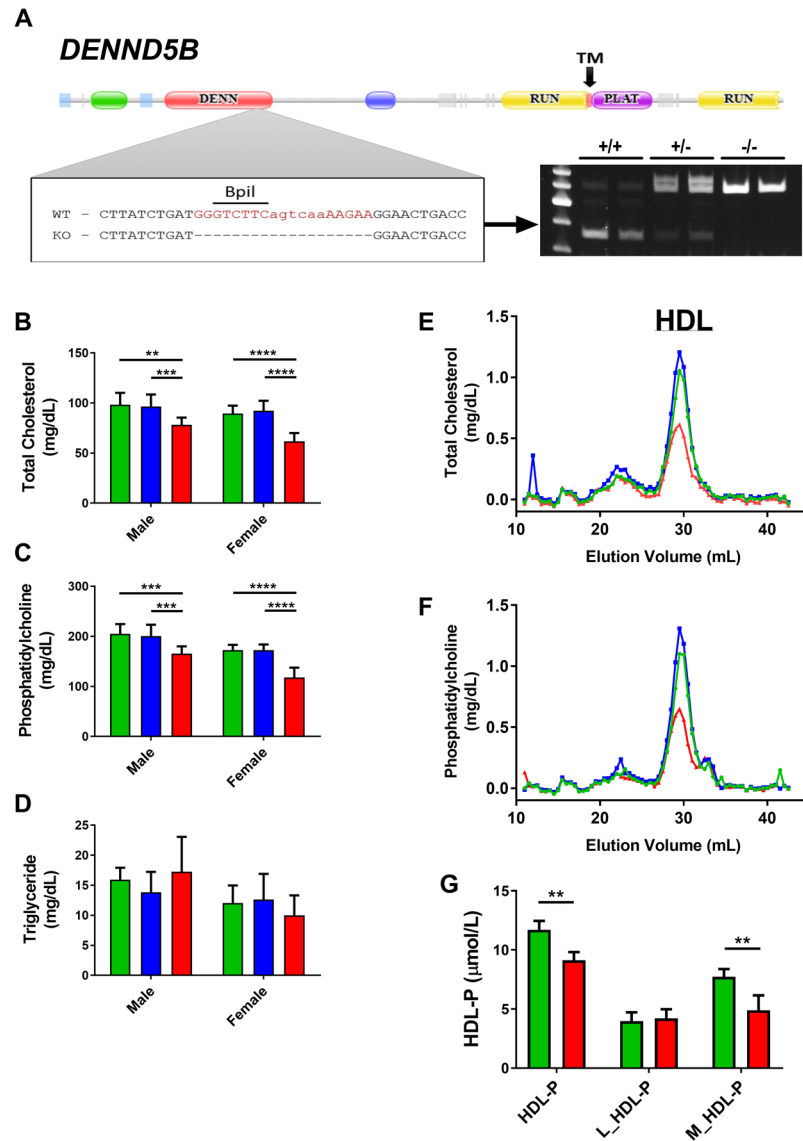 A
DENND5B
TM
DENN
RUN
PLAT
RUN
+/+ +/- -/-
BpiI
WT - CTTATCTGATGGGTCTTCagtcaaAAGAAGGAACTGACC
KO - CTTATCTGAT------------------GGAACTGACC
B
Total Cholesterol
(mg/dL)
150
100
50
0
** ****
*** ****
Male Female
C
Phosphatidylcholine
(mg/dL)
300
200
100
0
*** ****
*** ****
Male Female
D
Triglyceride
(mg/dL)
25
20
15
10
5
0
Male Female
E
HDL
Total Cholesterol
(mg/dL)
1.5
1.0
0.5
0.0
10 20 30 40
Elution Volume (mL)
F
Phosphatidylcholine
(mg/dL)
1.5
1.0
0.5
0.0
10 20 30 40
Elution Volume (mL)
G
HDL-P (μmol/L)
15
10
5
0
** **
HDL-P L_HDL-P M_HDL-P